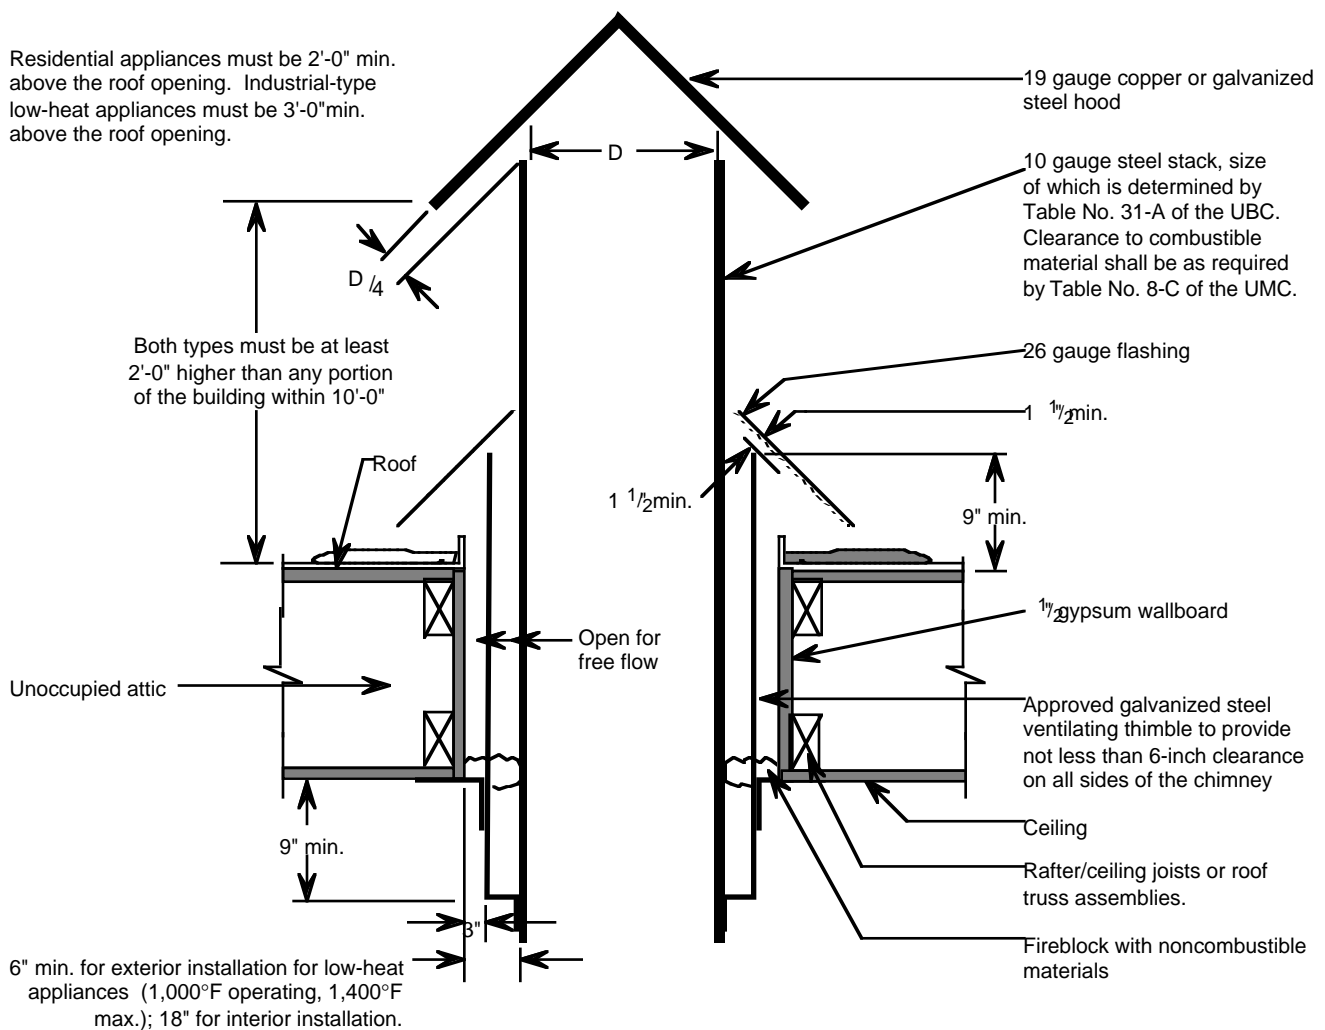 Residential appliances must be 2'-0" min.
above the roof opening. Industrial-type
low-heat appliances must be 3'-0"min.
above the roof opening.
19 gauge copper or galvanized
steel hood
D
10 gauge steel stack, size
of which is determined by
Table No. 31-A of the UBC.
Clearance to combustible
material shall be as required
by Table No. 8-C of the UMC.
D/4
Both types must be at least
2'-0" higher than any portion
of the building within 10'-0"
26 gauge flashing
1 1/2" min.
Roof
1 1/2" min.
9" min.
1/2" gypsum wallboard
Open for
free flow
Unoccupied attic
Approved galvanized steel
ventilating thimble to provide
not less than 6-inch clearance
on all sides of the chimney
Ceiling
9" min.
Rafter/ceiling joists or roof
truss assemblies.
3"
Fireblock with noncombustible
materials
6" min. for exterior installation for low-heat
appliances (1,000°F operating, 1,400°F
max.); 18" for interior installation.